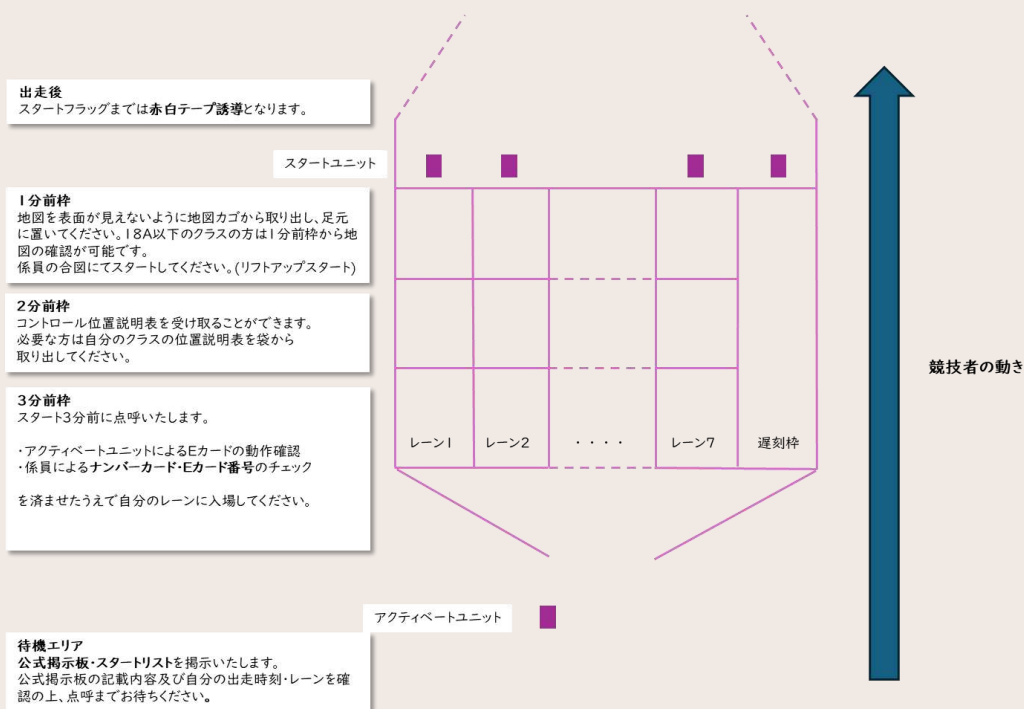 出走後
スタートフラッグまでは赤白テープ誘導となります。
スタートユニット
1分前枠
地図を表面が見えないように地図カゴから取り出し、足元
に置いてください。18A以下のクラスの方は1分前枠から地
図の確認が可能です。
係員の合図にてスタートしてください。(リフトアップスタート)
2分前枠
コントロール位置説明表を受け取ることができます。
必要な方は自分のクラスの位置説明表を袋から
取り出してください。
競技者の動き
3分前枠
スタート3分前に点呼いたします。
・アクティベートユニットによるEカードの動作確認
・係員によるナンバーカード・Eカード番号のチェック
を済ませたうえで自分のレーンに入場してください。
レーン1
レーン2
・・・・
レーン7
遅刻枠
アクティベートユニット
待機エリア
公式掲示板・スタートリストを掲示いたします。
公式掲示板の記載内容及び自分の出走時刻・レーンを確
認の上、点呼までお待ちください。